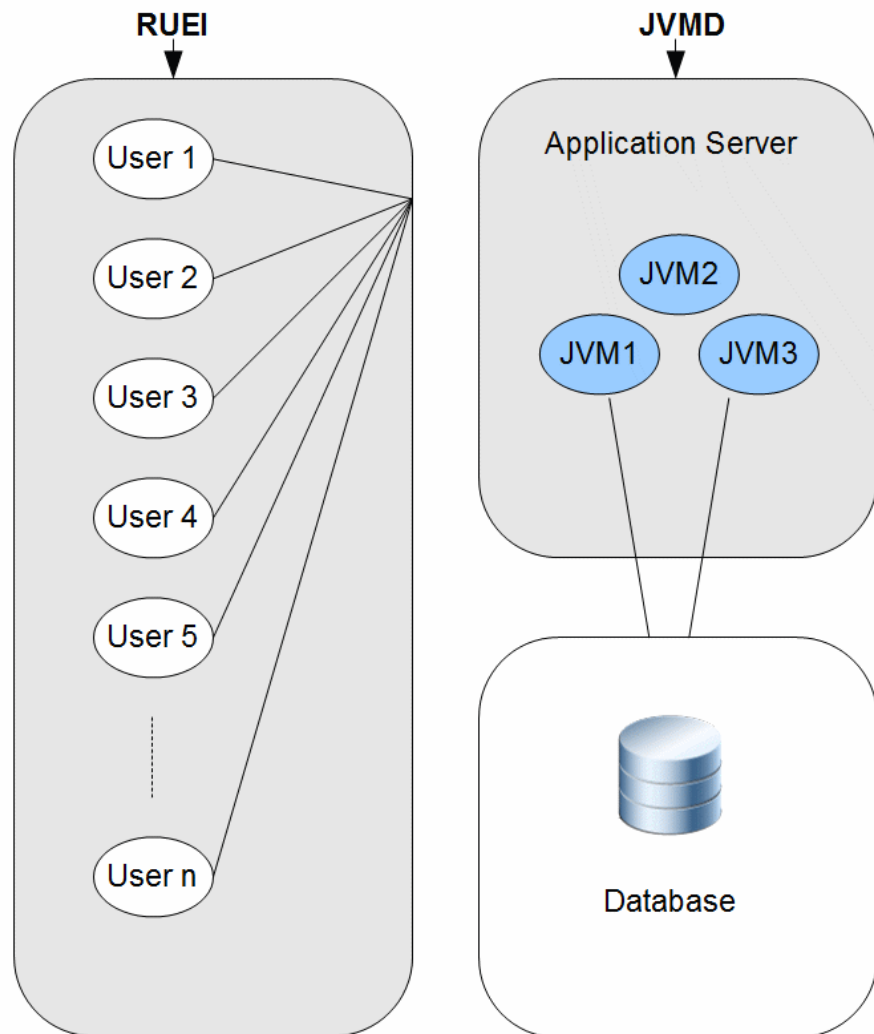 RUEI
User 1
User 2
User 3
User 4
User 5
User n
JVMD
Application Server
JVM2
JVM1
JVM3
Database